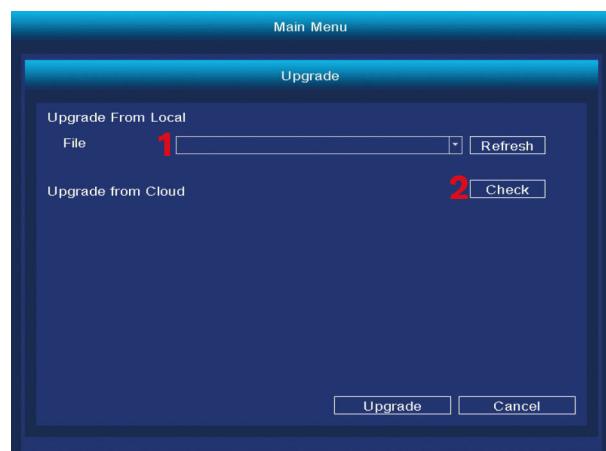 Main Menu
Upgrade
Upgrade From Local
File 1 Refresh
Upgrade from Cloud 2 Check
Upgrade Cancel